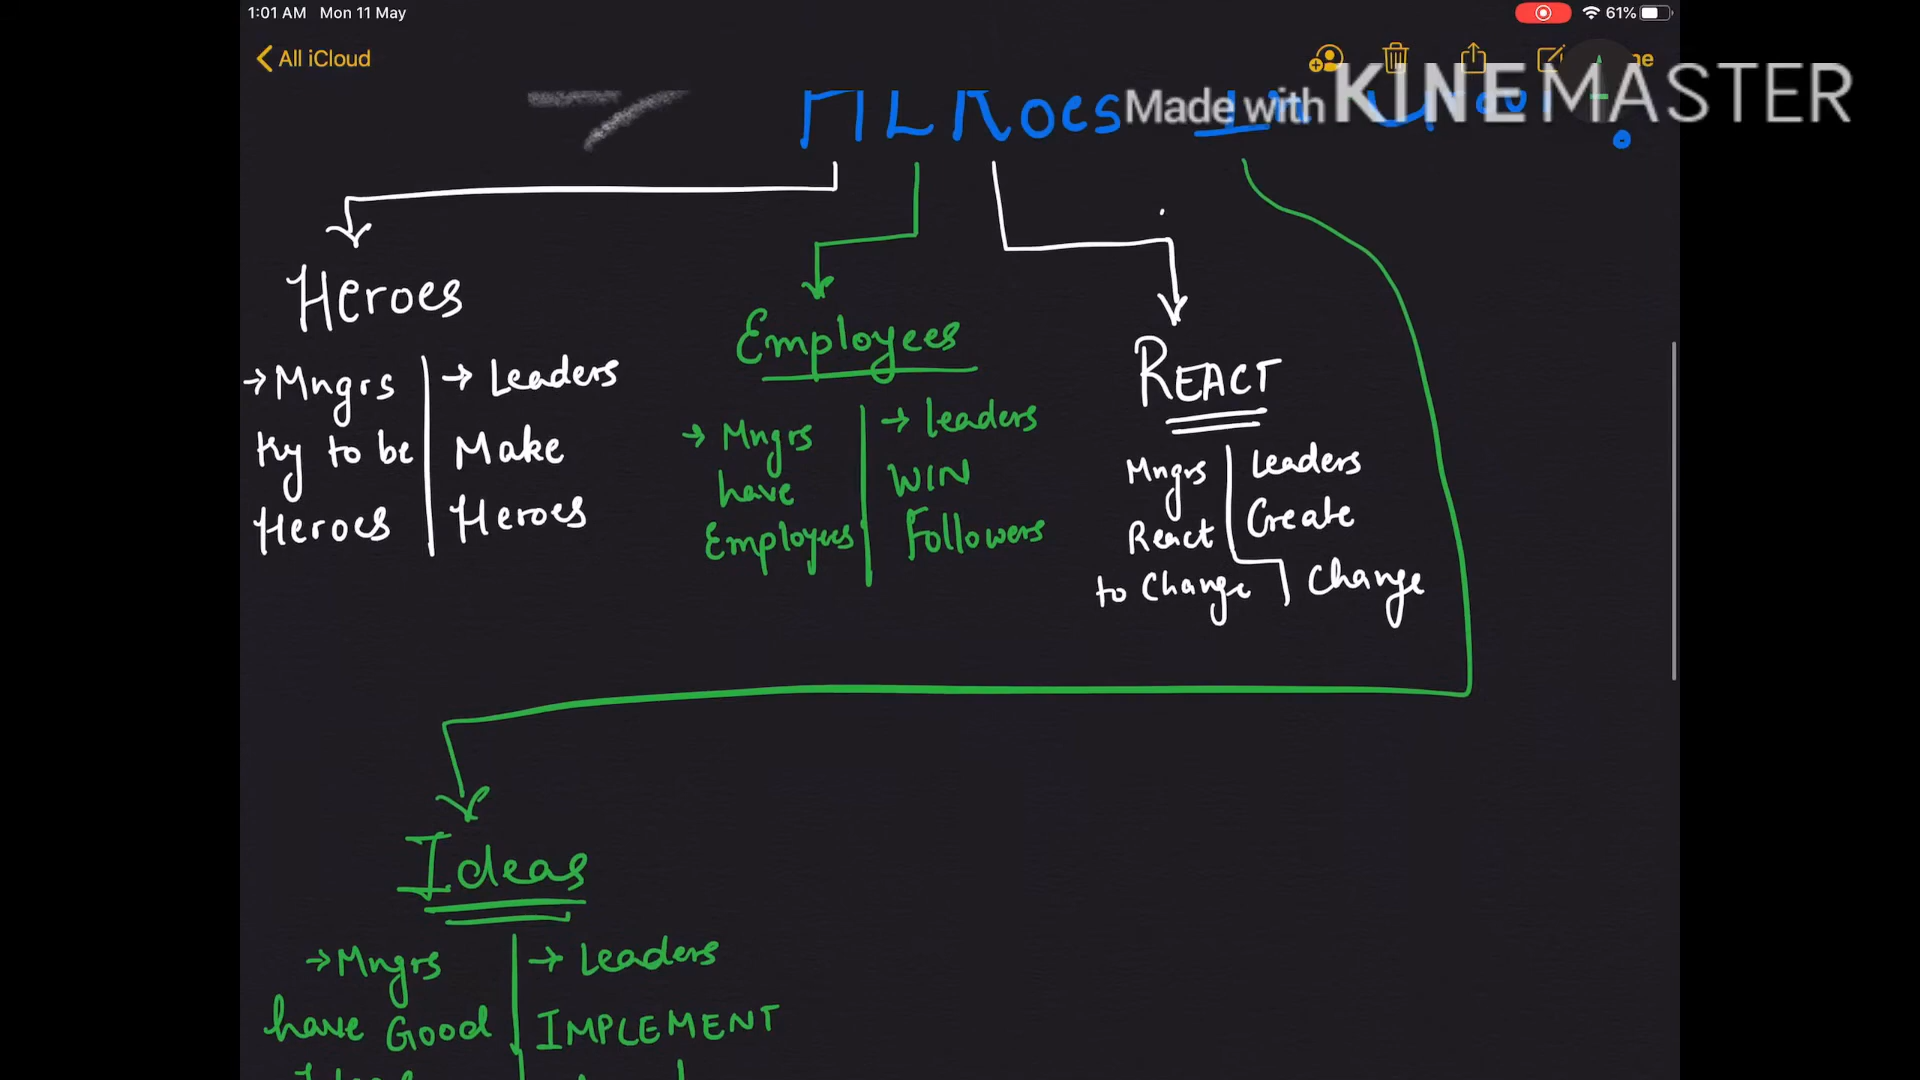 1:01 AM Mon 11 May
61%
All iCloud
Made with KINEMASTER
Heroes
→ Mngrs
try to be
Heroes
→ Leaders
Make
Heroes
Employees
→ Mngrs
have
Employees
→ leaders
WIN
Followers
REACT
Mngrs
React
to Change
Leaders
Create
Change
Ideas
→ Mngrs
have Good
→ Leaders
IMPLEMENT